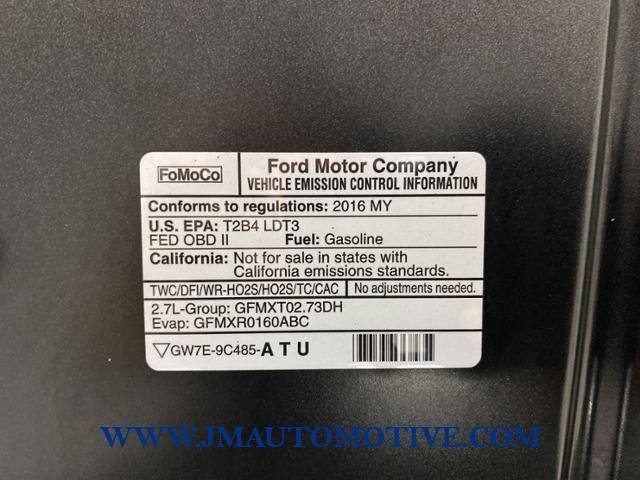 FoMoCo
Ford Motor Company
VEHICLE EMISSION CONTROL INFORMATION
Conforms to regulations: 2016 MY
U.S. EPA: T2B4 LDT3
FED OBD II Fuel: Gasoline
California: Not for sale in states with
California emissions standards.
TWC/DFI/WR-HO2S/HO2S/TC/CAC No adjustments needed.
2.7L-Group: GFMXT02.73DH
Evap: GFMXR0160ABC
GW7E-9C485-A T U
WWW.JMAUTOMOTIVE.COM